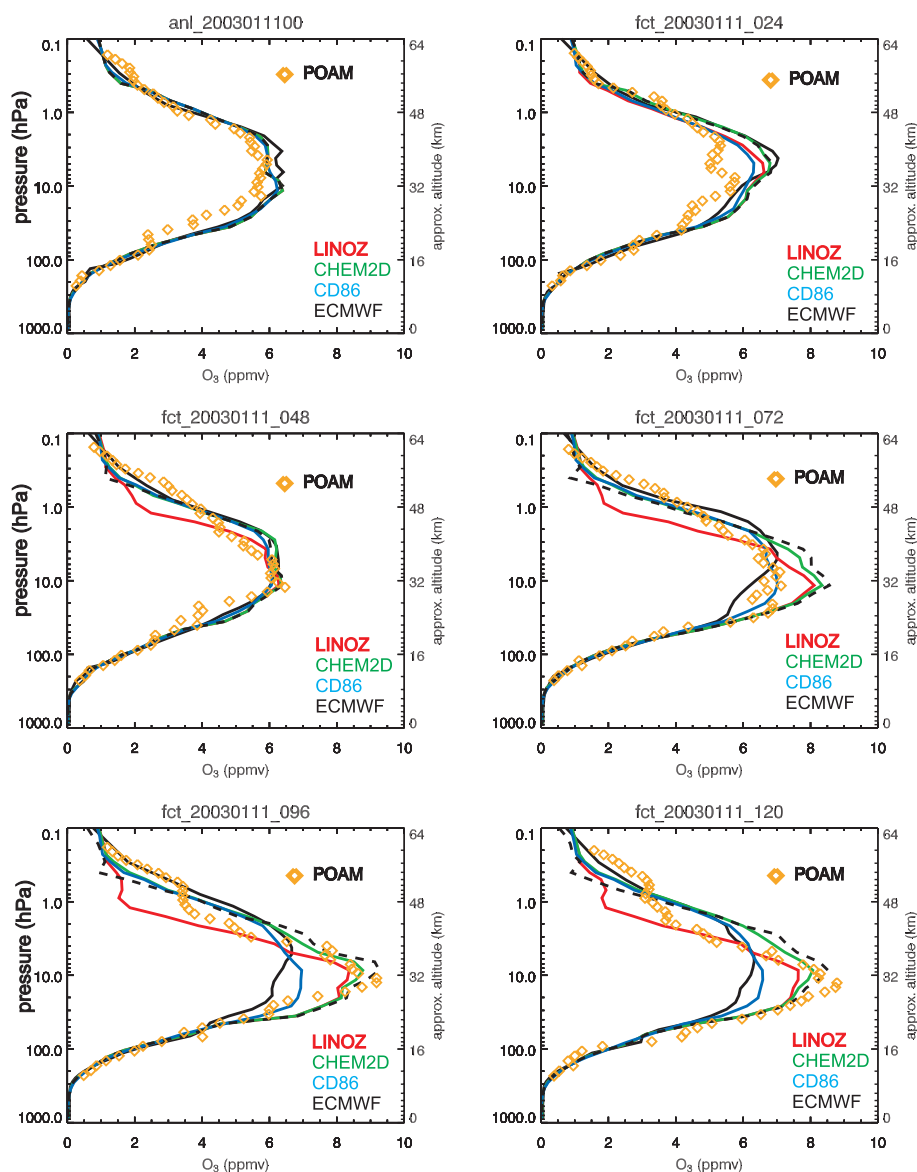 anl_2003011100
0.1
1.0
10.0
100.0
1000.0
pressure (hPa)
64
48
32
16
0
approx. altitude (km)
POAM
LINOZ
CHEM2D
CD86
ECMWF
0 2 4 6 8 10
O3 (ppmv)
fct_20030111_024
0.1
1.0
10.0
100.0
1000.0
64
48
32
16
0
approx. altitude (km)
POAM
LINOZ
CHEM2D
CD86
ECMWF
0 2 4 6 8 10
O3 (ppmv)
fct_20030111_048
0.1
1.0
10.0
100.0
1000.0
pressure (hPa)
64
48
32
16
0
approx. altitude (km)
POAM
LINOZ
CHEM2D
CD86
ECMWF
0 2 4 6 8 10
O3 (ppmv)
fct_20030111_072
0.1
1.0
10.0
100.0
1000.0
64
48
32
16
0
approx. altitude (km)
POAM
LINOZ
CHEM2D
CD86
ECMWF
0 2 4 6 8 10
O3 (ppmv)
fct_20030111_096
0.1
1.0
10.0
100.0
1000.0
pressure (hPa)
64
48
32
16
0
approx. altitude (km)
POAM
LINOZ
CHEM2D
CD86
ECMWF
0 2 4 6 8 10
O3 (ppmv)
fct_20030111_120
0.1
1.0
10.0
100.0
1000.0
64
48
32
16
0
approx. altitude (km)
POAM
LINOZ
CHEM2D
CD86
ECMWF
0 2 4 6 8 10
O3 (ppmv)